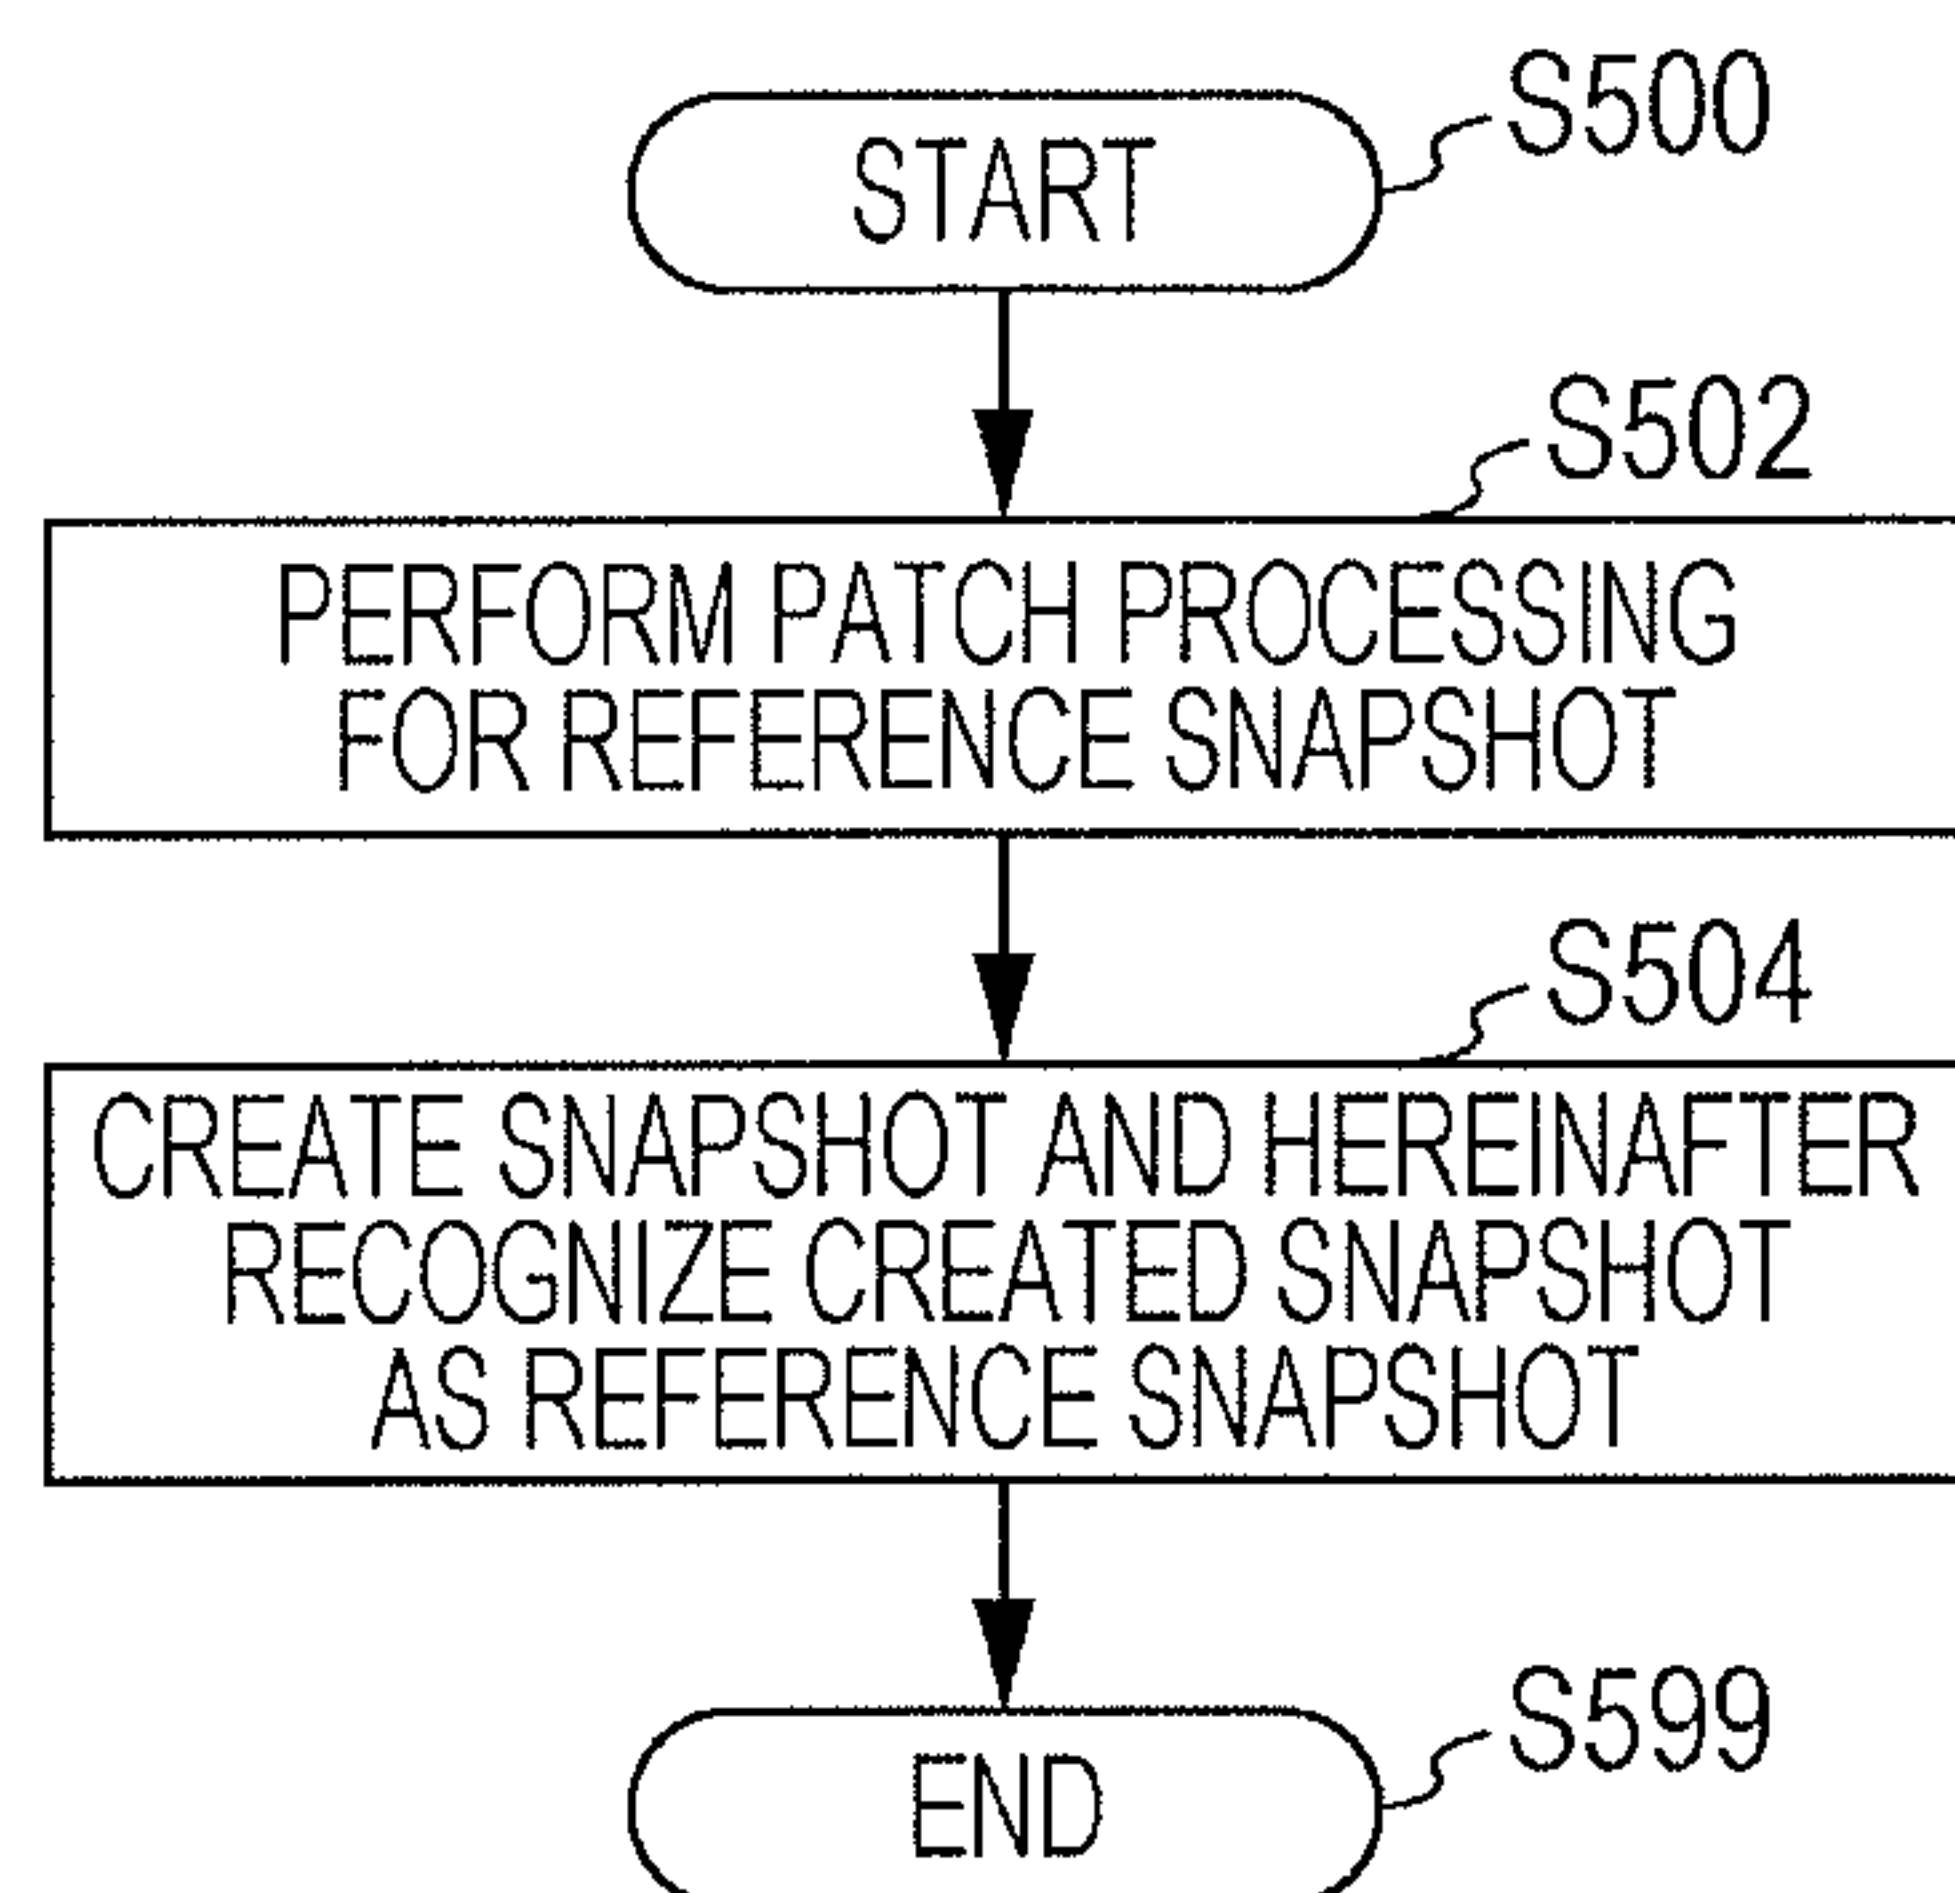 START
S500
S502
PERFORM PATCH PROCESSING
FOR REFERENCE SNAPSHOT
S504
CREATE SNAPSHOT AND HEREINAFTER
RECOGNIZE CREATED SNAPSHOT
AS REFERENCE SNAPSHOT
S599
END